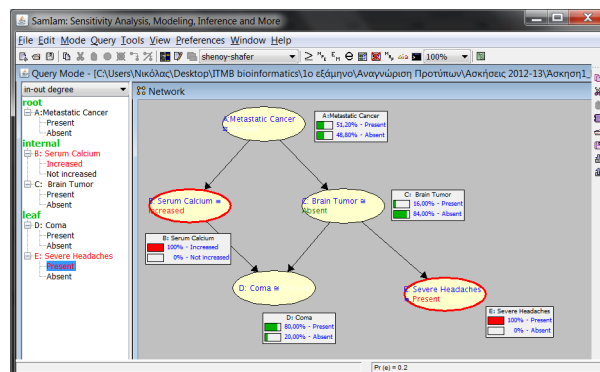 SamIam: Sensitivity Analysis, Modeling, Inference and More
File Edit Mode Query Tools View Preferences Window Help
shenoy-shafer
100%
Query Mode - [C:\Users\Νικόλας\Desktop\ITMB bioinformatics\1ο εξάμηνο\Αναγνώριση Προτύπων\Ασκήσεις 2012-13\Ασκηση1_
in-out degree
Network
root
A:Metastatic Cancer
Present
Absent
internal
B: Serum Calcium
Increased
Not increased
C: Brain Tumor
Present
Absent
leaf
D: Coma
Present
Absent
E: Severe Headaches
Present
Absent
A:Metastatic Cancer
A:Metastatic Cancer
51,20% - Present
48,80% - Absent
B: Serum Calcium ≅
Increased
C: Brain Tumor ≅
Absent
C: Brain Tumor
16,00% - Present
84,00% - Absent
B: Serum Calcium
100% - Increased
0% - Not increased
D: Coma ≅
E: Severe Headaches
≅ Present
D: Coma
80,00% - Present
20,00% - Absent
E: Severe Headaches
100% - Present
0% - Absent
Pr (e) = 0.2